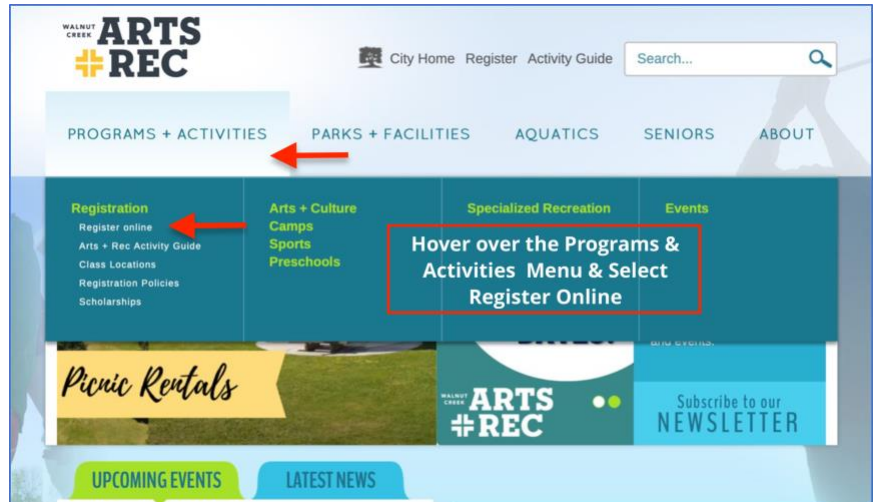 WALNUT CREEK ARTS
REC
City Home Register Activity Guide Search...
PROGRAMS + ACTIVITIES PARKS + FACILITIES AQUATICS SENIORS ABOUT
Registration
Register online
Arts + Rec Activity Guide
Class Locations
Registration Policies
Scholarships
Arts + Culture
Camps
Sports
Preschools
Specialized Recreation
Events
Hover over the Programs &
Activities Menu & Select
Register Online
and events.
Picnic Rentals
WALNUT CREEK ARTS
REC
Subscribe to our
NEWSLETTER
UPCOMING EVENTS LATEST NEWS